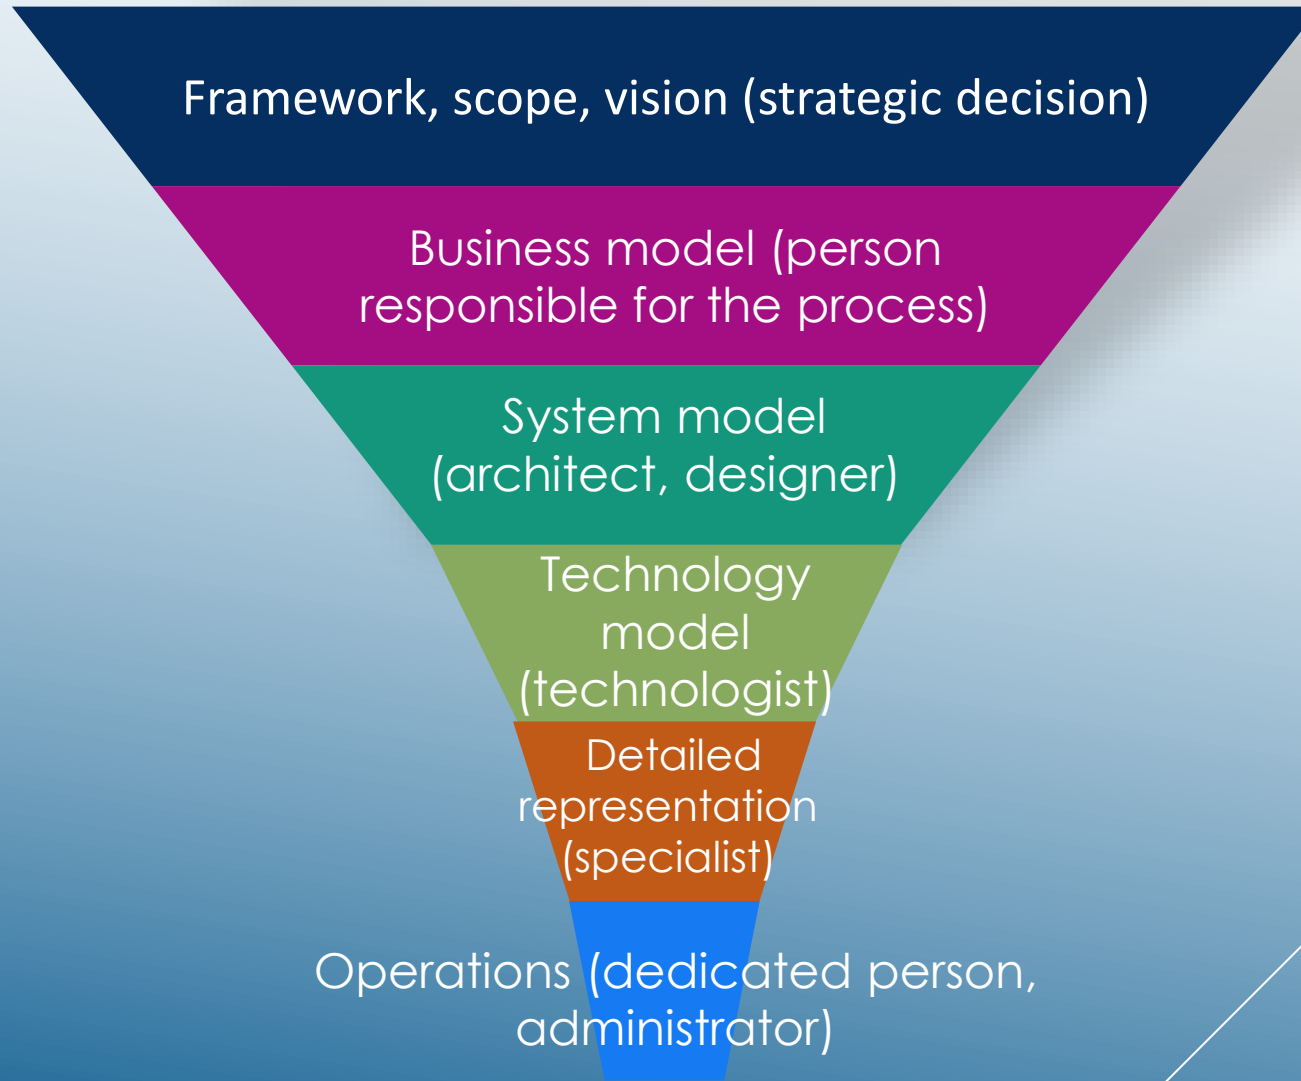 Framework, scope, vision (strategic decision)
Business model (person
responsible for the process)
System model
(architect, designer)
Technology
model
(technologist)
Detailed
representation
(specialist)
Operations (dedicated person,
administrator)